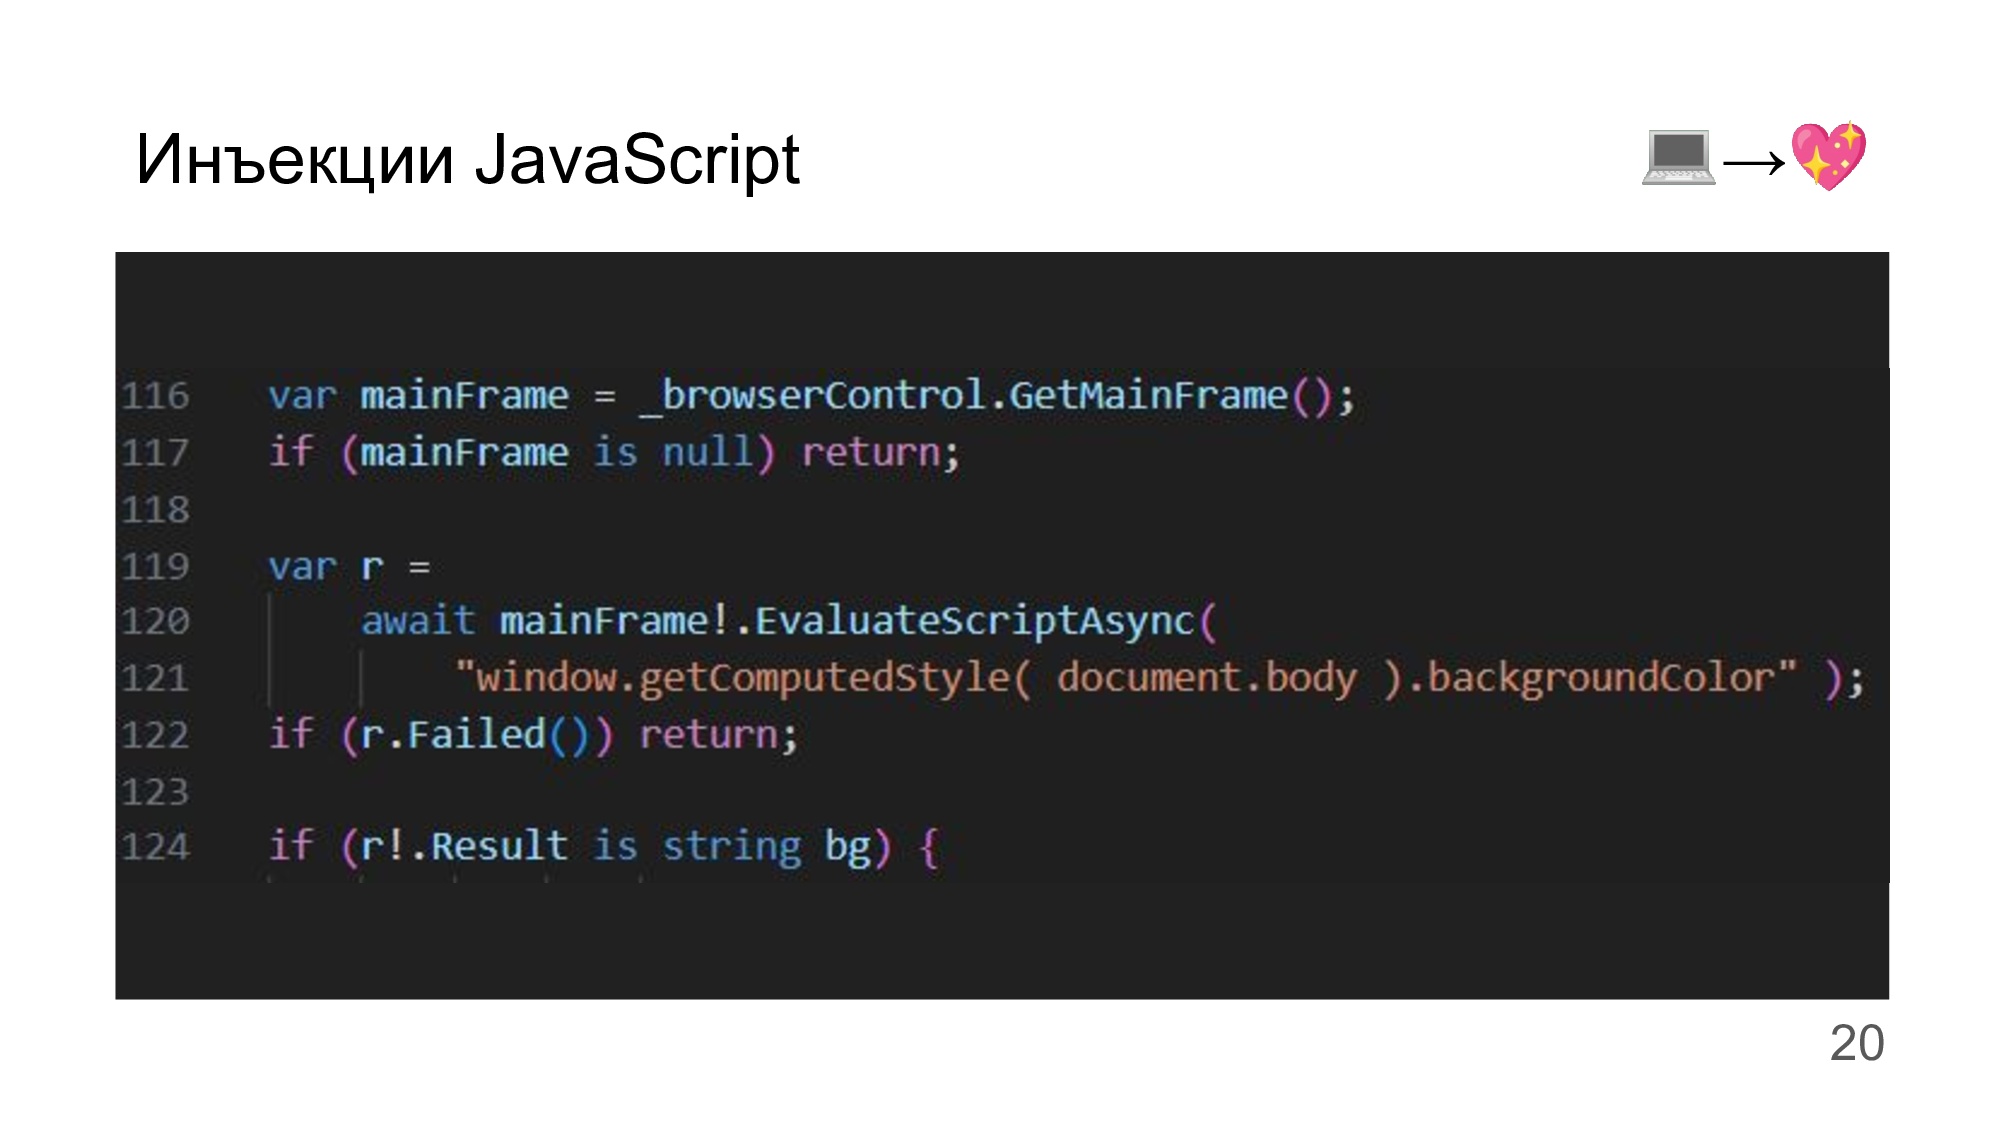 Инъекции JavaScript
💻→💖
116 var mainFrame = _browserControl.GetMainFrame();
117 if (mainFrame is null) return;
118
119 var r =
120 await mainFrame!.EvaluateScriptAsync(
121 "window.getComputedStyle( document.body ).backgroundColor" );
122 if (r.Failed()) return;
123
124 if (r!.Result is string bg) {
20